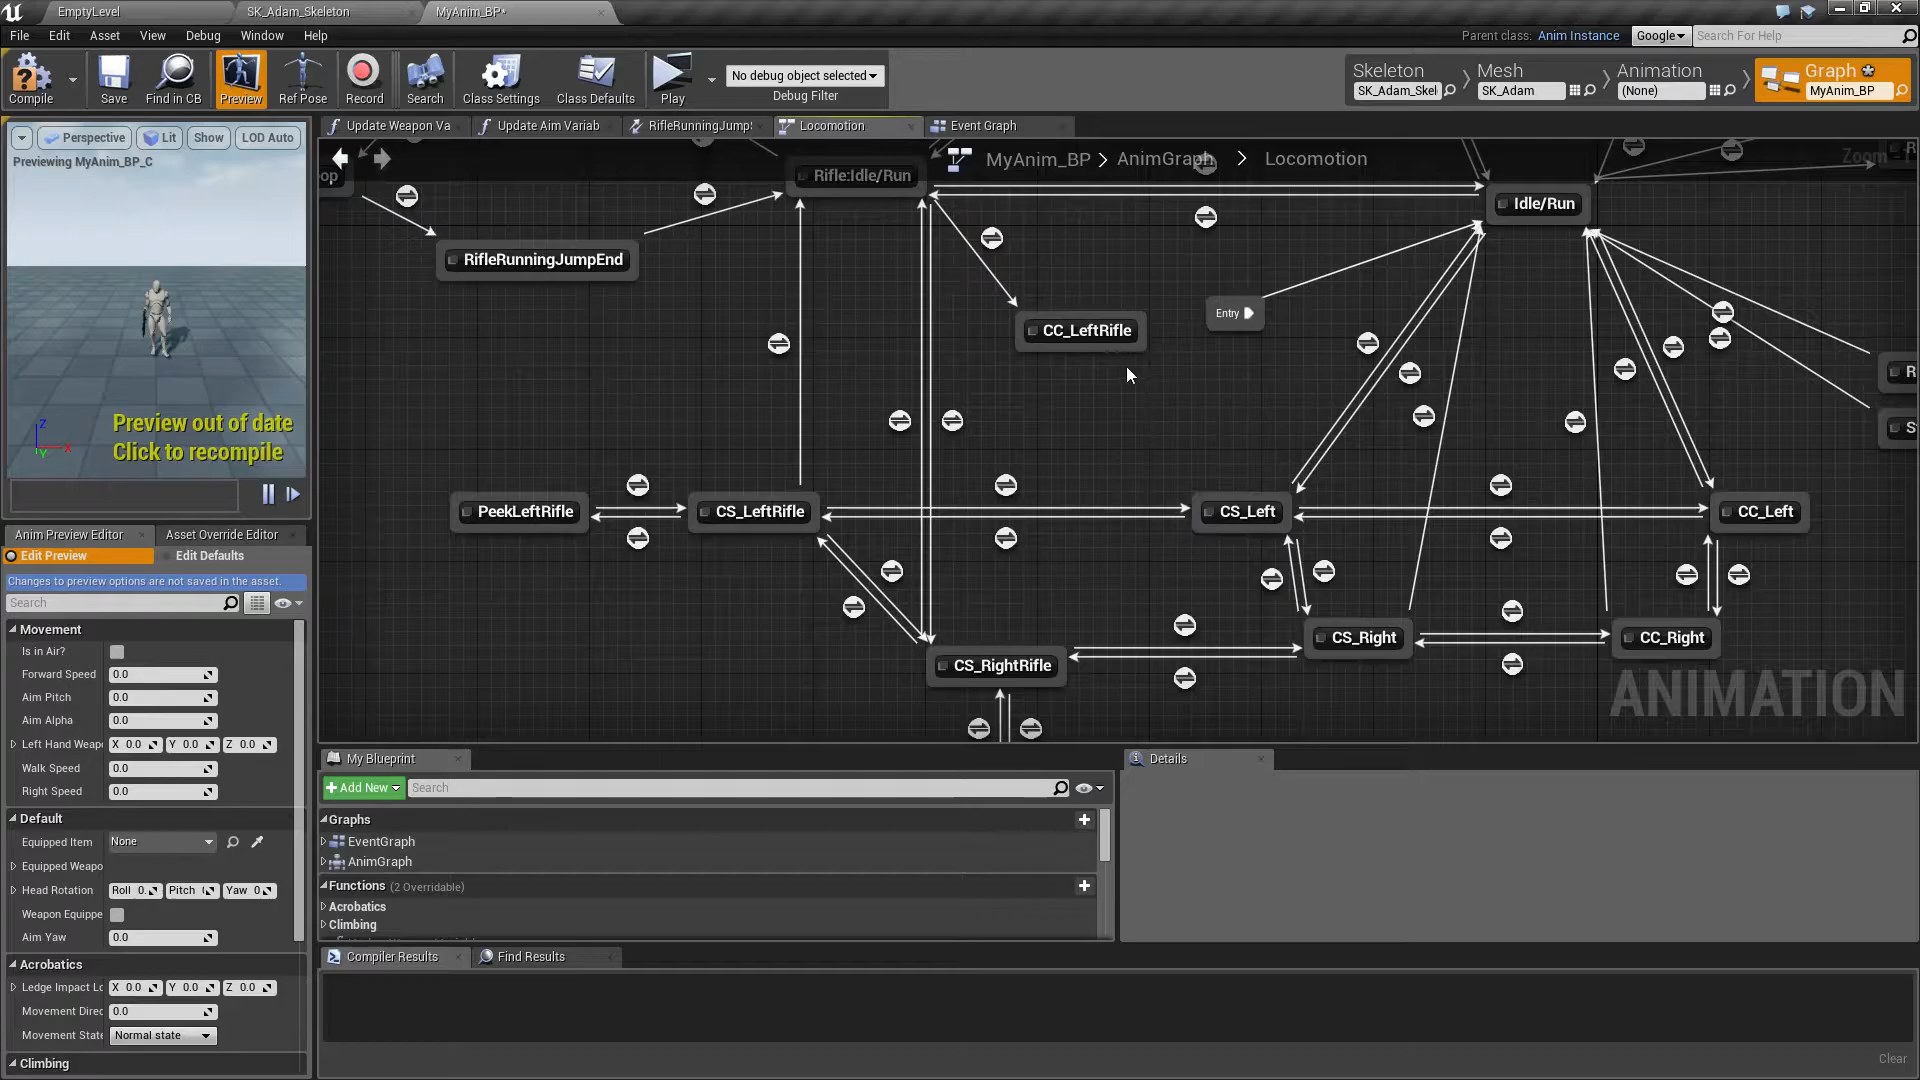 EmptyLevel
SK_Adam_Skeleton
MyAnim_BP*
File Edit Asset View Debug Window Help
Parent class: Anim Instance
Google
Search For Help
Compile
Save
Find in CB
Preview
Ref Pose
Record
Search
Class Settings
Class Defaults
Play
No debug object selected
Debug Filter
Skeleton
SK_Adam_Skel
Mesh
SK_Adam
Animation
(None)
Graph
MyAnim_BP
Perspective
Lit
Show
LOD Auto
Previewing MyAnim_BP_C
Z
X
Y
Preview out of date
Click to recompile
Update Weapon Va
Update Aim Variab
RifleRunningJump
Locomotion
Event Graph
MyAnim_BP > AnimGraph > Locomotion
Zoom
op
Rifle:Idle/Run
Idle/Run
RifleRunningJumpEnd
CC_LeftRifle
Entry
R
S
PeekLeftRifle
CS_LeftRifle
CS_Left
CC_Left
CS_RightRifle
CS_Right
CC_Right
ANIMATION
Anim Preview Editor
Asset Override Editor
Edit Preview
Edit Defaults
Changes to preview options are not saved in the asset.
Search
Movement
Is in Air?
Forward Speed 0.0
Aim Pitch 0.0
Aim Alpha 0.0
Left Hand Weapo X 0.0 Y 0.0 Z 0.0
Walk Speed 0.0
Right Speed 0.0
Default
Equipped Item None
Equipped Weapo
Head Rotation Roll 0. Pitch Yaw 0
Weapon Equippe
Aim Yaw 0.0
Acrobatics
Ledge Impact Lc X 0.0 Y 0.0 Z 0.0
Movement Direc 0.0
Movement State Normal state
Climbing
My Blueprint
Add New
Search
Graphs
EventGraph
AnimGraph
Functions (2 Overridable)
Acrobatics
Climbing
Details
Compiler Results
Find Results
Clear